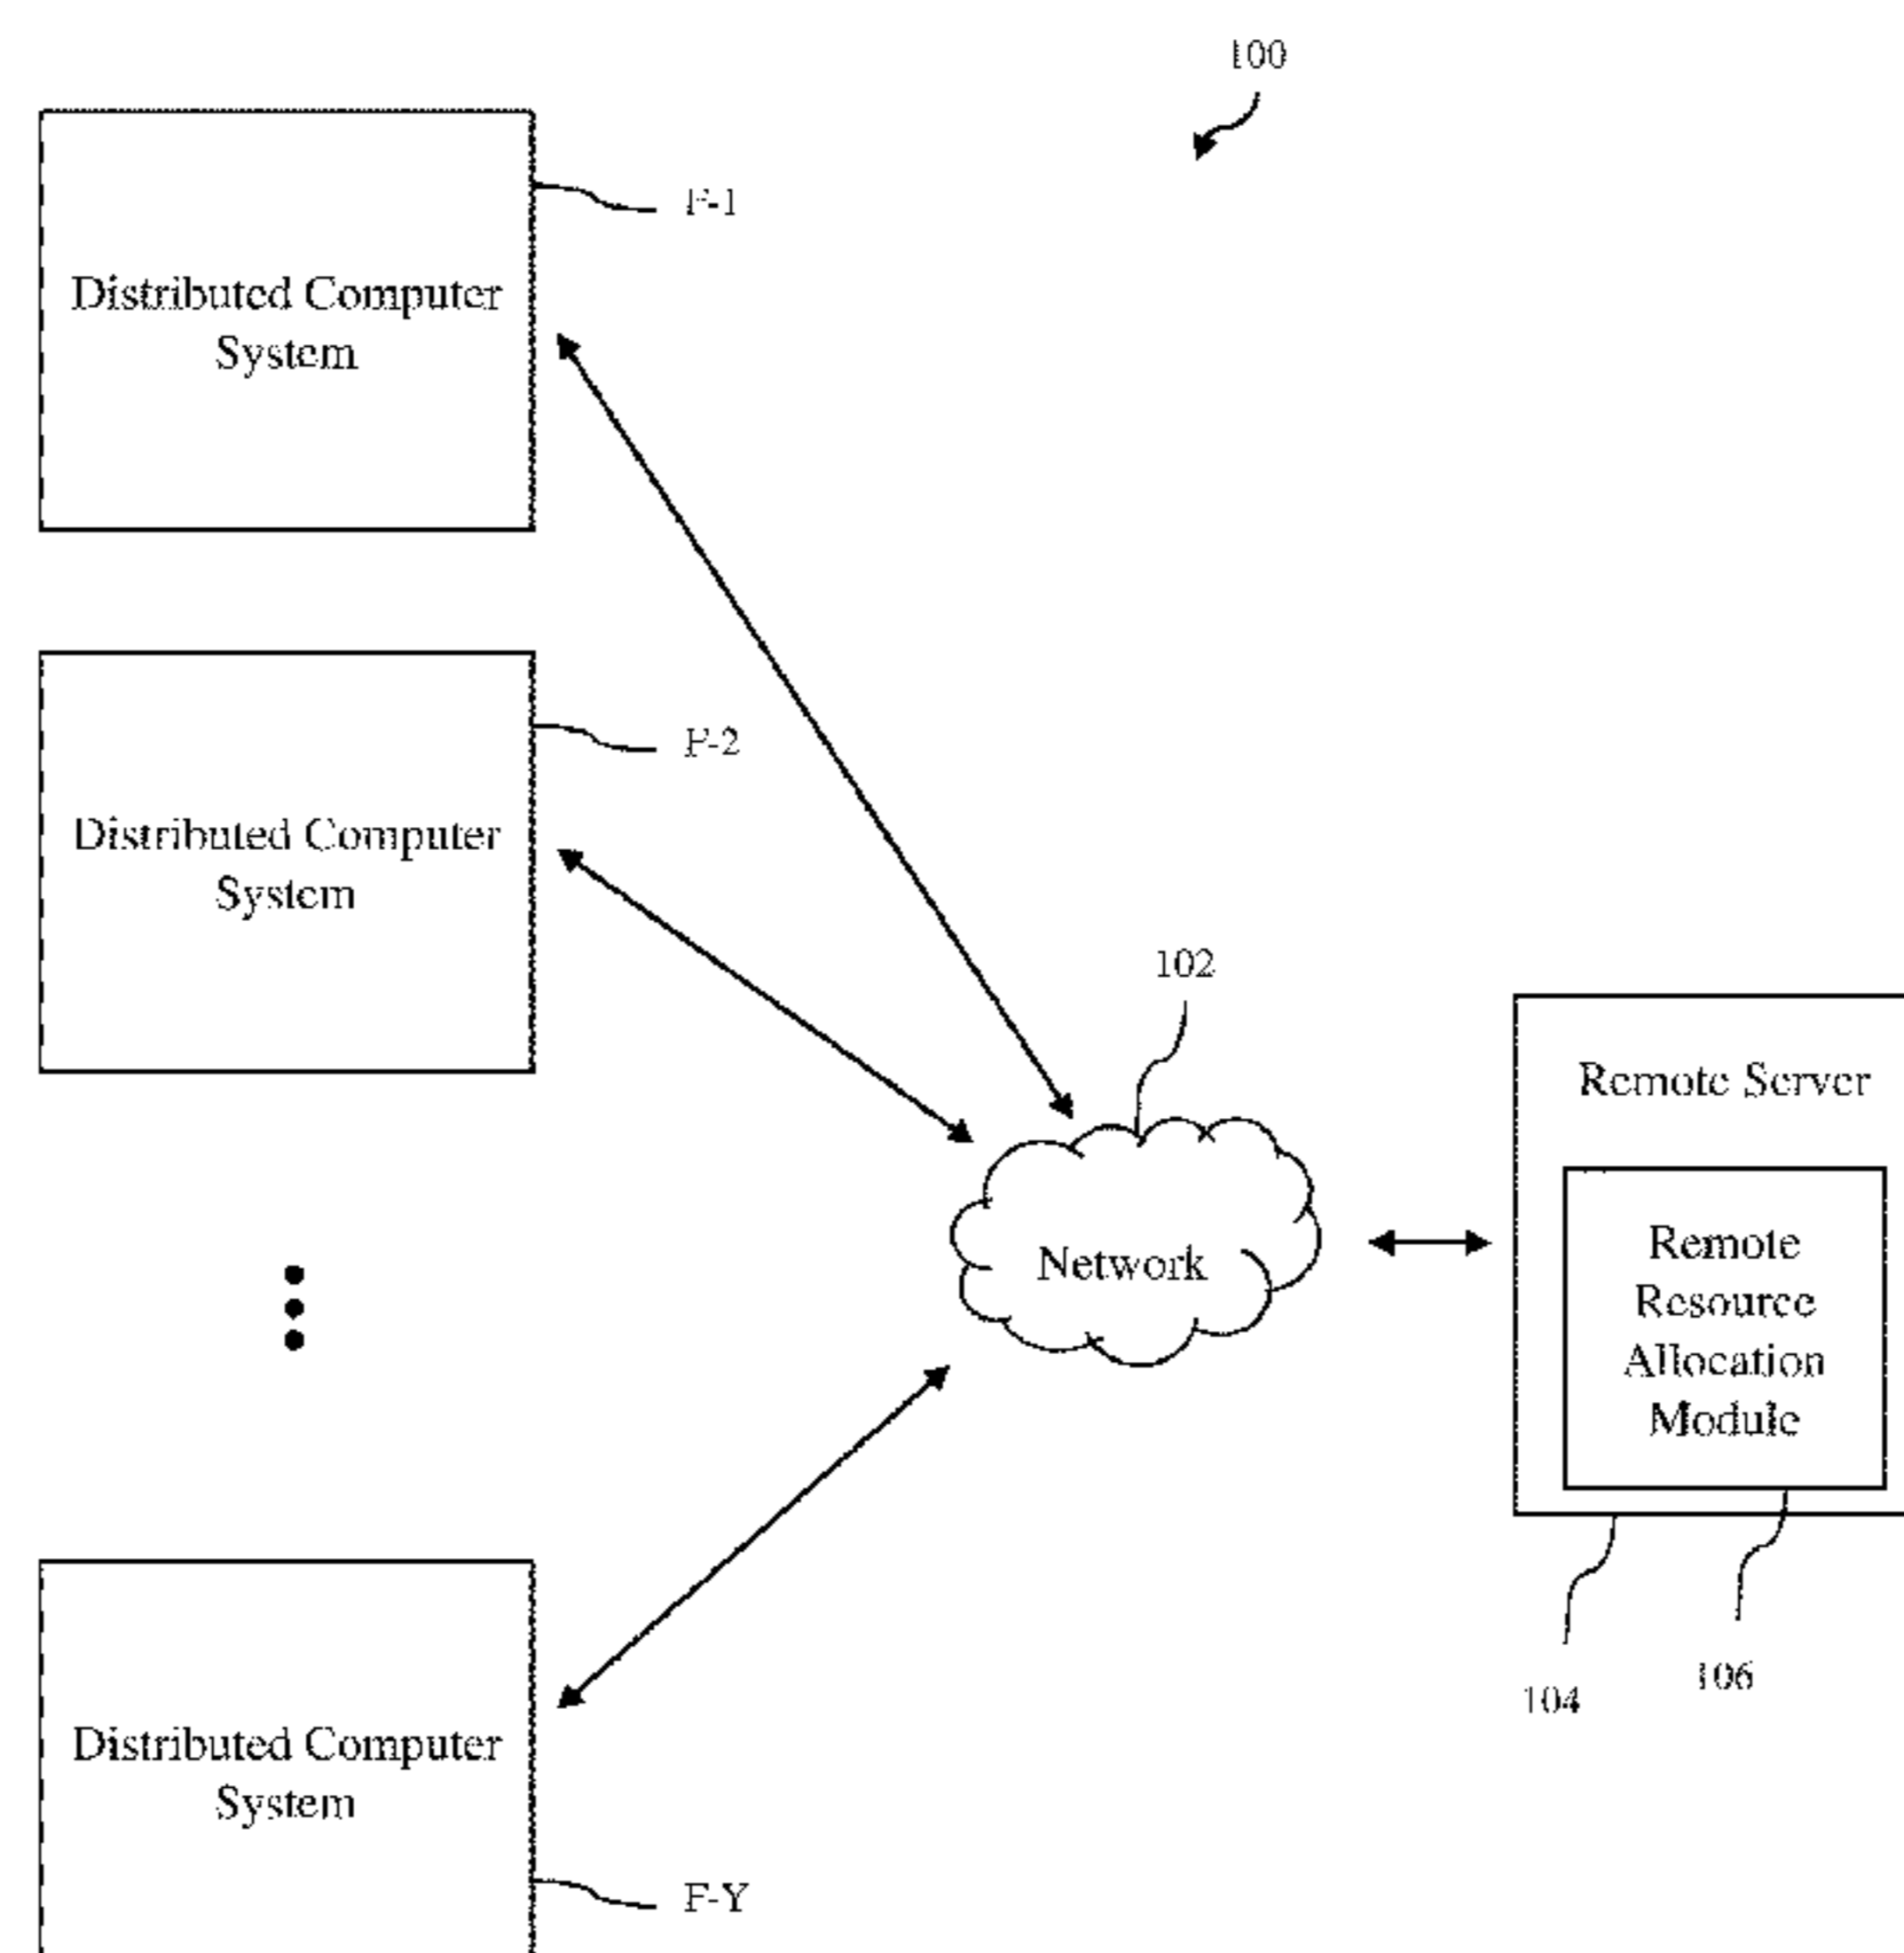 100
Distributed Computer
System
F-1
Distributed Computer
System
F-2
102
Network
Remote Server
Remote
Resource
Allocation
Module
104
106
Distributed Computer
System
F-Y